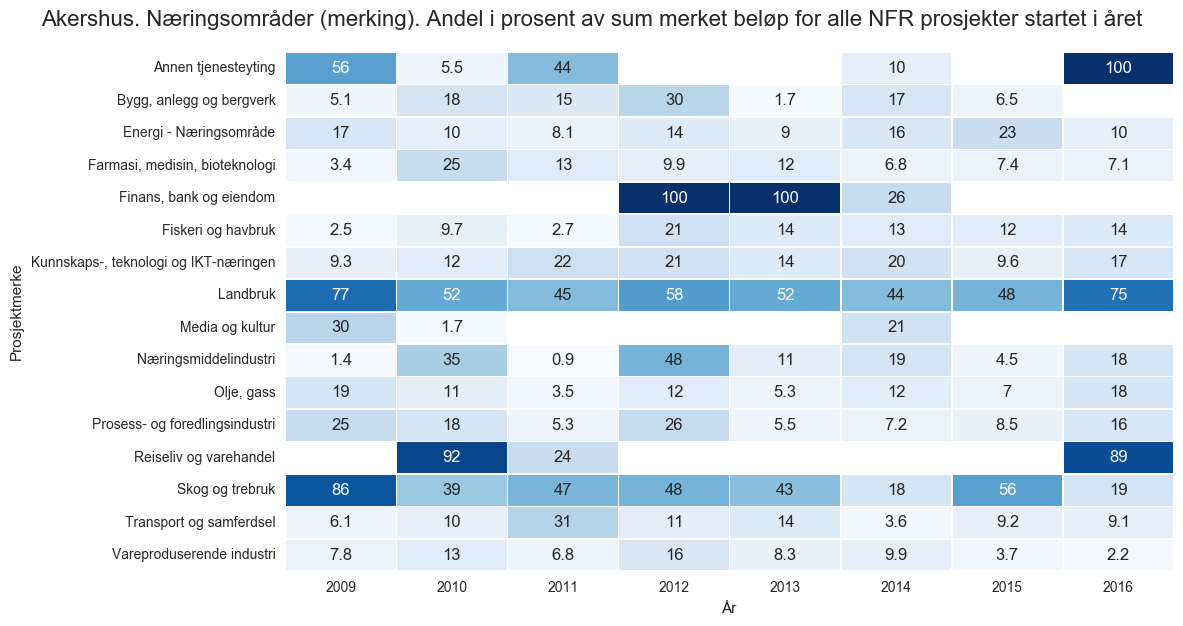 Akershus. Næringsområder (merking). Andel i prosent av sum merket beløp for alle NFR prosjekter startet i året
Prosjektmerke
Annen tjenesteyting 56 5.5 44 10 100
Bygg, anlegg og bergverk 5.1 18 15 30 1.7 17 6.5
Energi - Næringsområde 17 10 8.1 14 9 16 23 10
Farmasi, medisin, bioteknologi 3.4 25 13 9.9 12 6.8 7.4 7.1
Finans, bank og eiendom 100 100 26
Fiskeri og havbruk 2.5 9.7 2.7 21 14 13 12 14
Kunnskaps-, teknologi og IKT-næringen 9.3 12 22 21 14 20 9.6 17
Landbruk 77 52 45 58 52 44 48 75
Media og kultur 30 1.7 21
Næringsmiddelindustri 1.4 35 0.9 48 11 19 4.5 18
Olje, gass 19 11 3.5 12 5.3 12 7 18
Prosess- og foredlingsindustri 25 18 5.3 26 5.5 7.2 8.5 16
Reiseliv og varehandel 92 24 89
Skog og trebruk 86 39 47 48 43 18 56 19
Transport og samferdsel 6.1 10 31 11 14 3.6 9.2 9.1
Vareproduserende industri 7.8 13 6.8 16 8.3 9.9 3.7 2.2
2009 2010 2011 2012 2013 2014 2015 2016
År